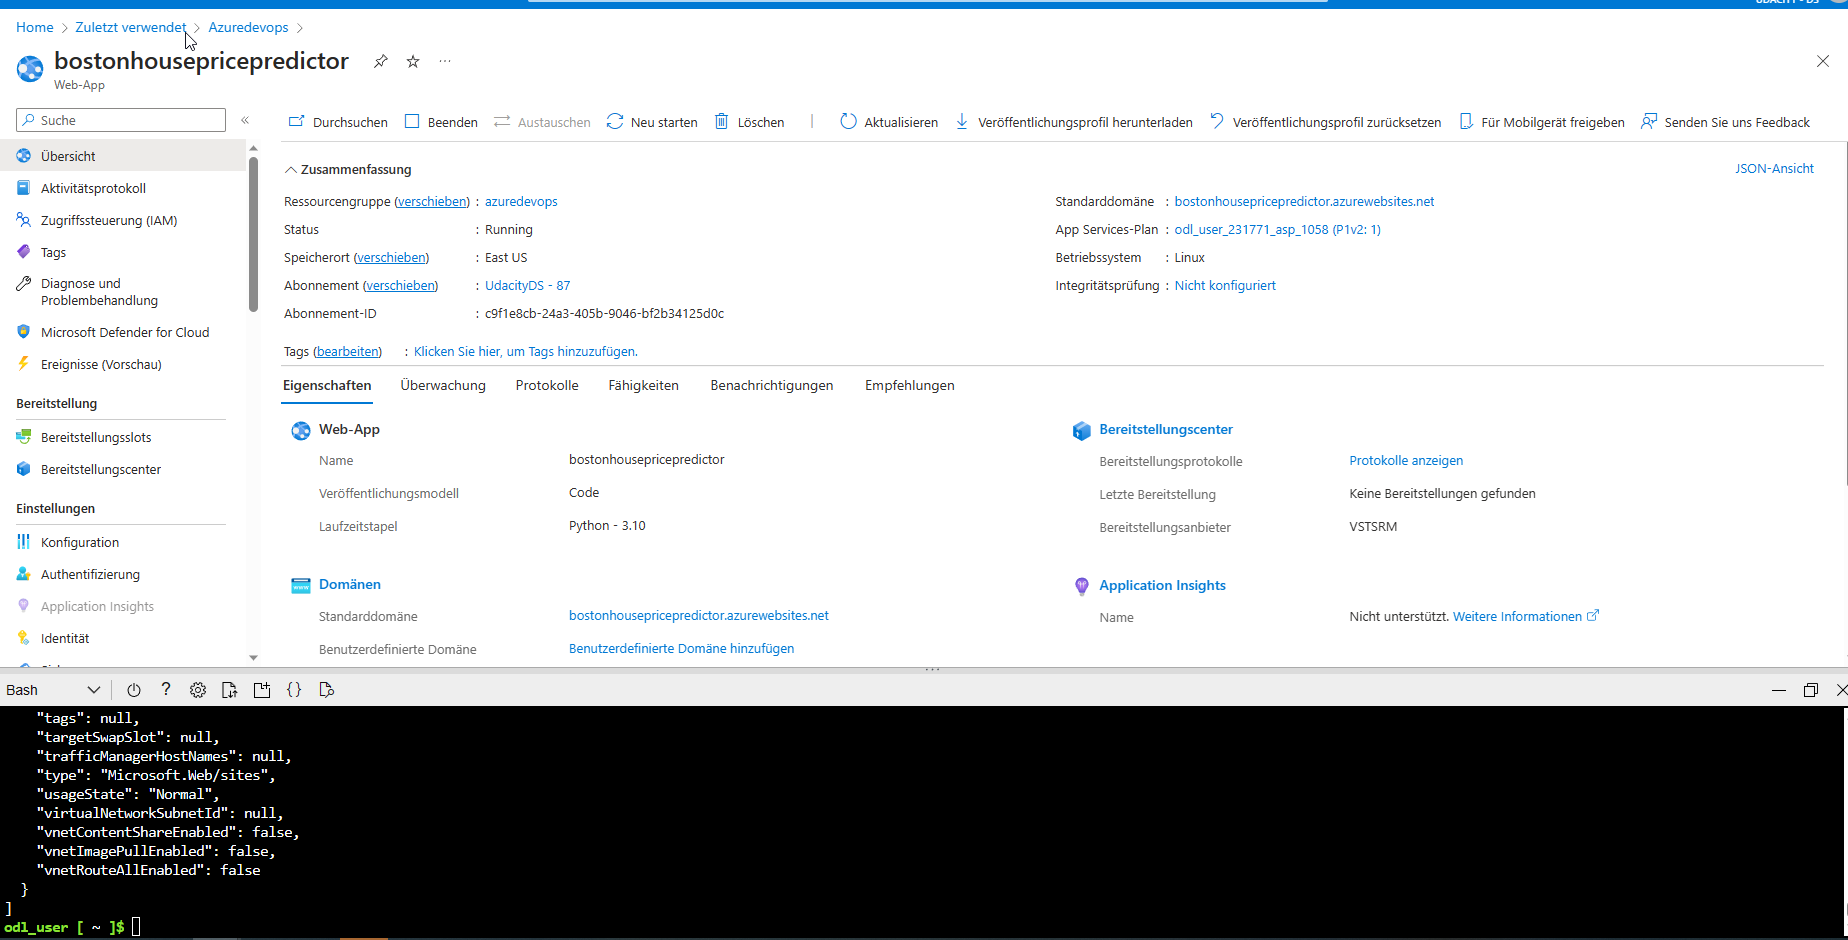 Home > Zuletzt verwendet > Azuredevops >
bostonhousepricepredictor
Web-App
Suche
Durchsuchen Beenden Austauschen Neu starten Löschen Aktualisieren Veröffentlichungsprofil herunterladen Veröffentlichungsprofil zurücksetzen Für Mobilgerät freigeben Senden Sie uns Feedback
Übersicht
Aktivitätsprotokoll
Zugriffssteuerung (IAM)
Tags
Diagnose und
Problembehandlung
Microsoft Defender for Cloud
Ereignisse (Vorschau)
Bereitstellung
Bereitstellungsslots
Bereitstellungscenter
Einstellungen
Konfiguration
Authentifizierung
Application Insights
Identität
Zusammenfassung
JSON-Ansicht
Ressourcengruppe (verschieben) : azuredevops
Status : Running
Speicherort (verschieben) : East US
Abonnement (verschieben) : UdacityDS - 87
Abonnement-ID : c9f1e8cb-24a3-405b-9046-bf2b34125d0c
Standarddomäne : bostonhousepricepredictor.azurewebsites.net
App Services-Plan : odl_user_231771_asp_1058 (P1v2: 1)
Betriebssystem : Linux
Integritätsprüfung : Nicht konfiguriert
Tags (bearbeiten) : Klicken Sie hier, um Tags hinzuzufügen.
Eigenschaften Überwachung Protokolle Fähigkeiten Benachrichtigungen Empfehlungen
Web-App
Name bostonhousepricepredictor
Veröffentlichungsmodell Code
Laufzeitstapel Python - 3.10
Domänen
Standarddomäne bostonhousepricepredictor.azurewebsites.net
Benutzerdefinierte Domäne Benutzerdefinierte Domäne hinzufügen
Bereitstellungscenter
Bereitstellungsprotokolle Protokolle anzeigen
Letzte Bereitstellung Keine Bereitstellungen gefunden
Bereitstellungsanbieter VSTSRM
Application Insights
Name Nicht unterstützt. Weitere Informationen
Bash
"tags": null,
"targetSwapSlot": null,
"trafficManagerHostNames": null,
"type": "Microsoft.Web/sites",
"usageState": "Normal",
"virtualNetworkSubnetId": null,
"vnetContentShareEnabled": false,
"vnetImagePullEnabled": false,
"vnetRouteAllEnabled": false
}
]
odl_user [ ~ ]$